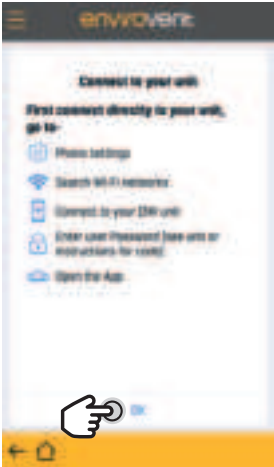 envirovent
Connect to your unit
First connect directly to your unit,
go to-
Phone settings
Search Wi-Fi networks
Connect to your unit
Enter user Password (see unit or
instructions for code)
Open the App
OK